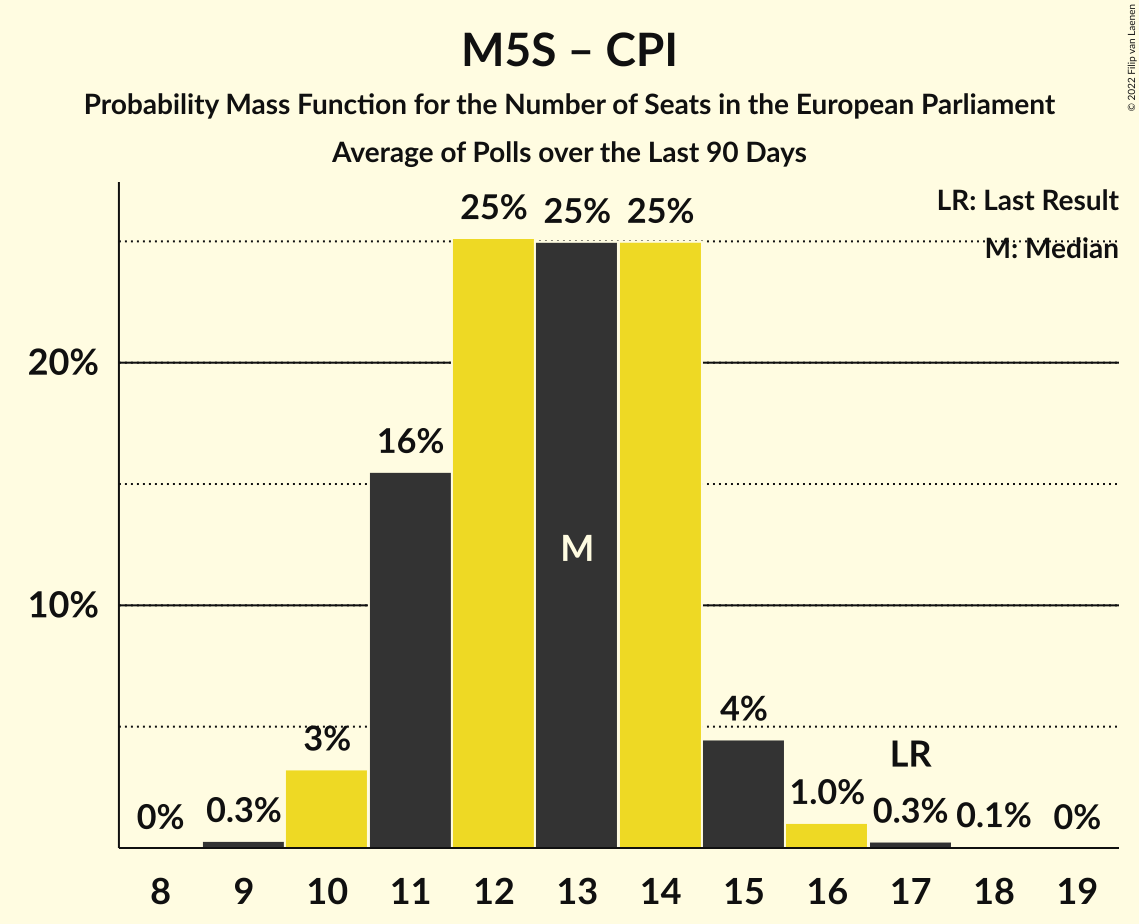 M5S – CPI
Probability Mass Function for the Number of Seats in the European Parliament
Average of Polls over the Last 90 Days
© 2022 Filip van Laenen
LR: Last Result
M: Median
25% 25% 25%
20%
16%
M
10%
4%
3%
LR
1.0%
0% 0.3% 0.3% 0.1% 0%
8 9 10 11 12 13 14 15 16 17 18 19